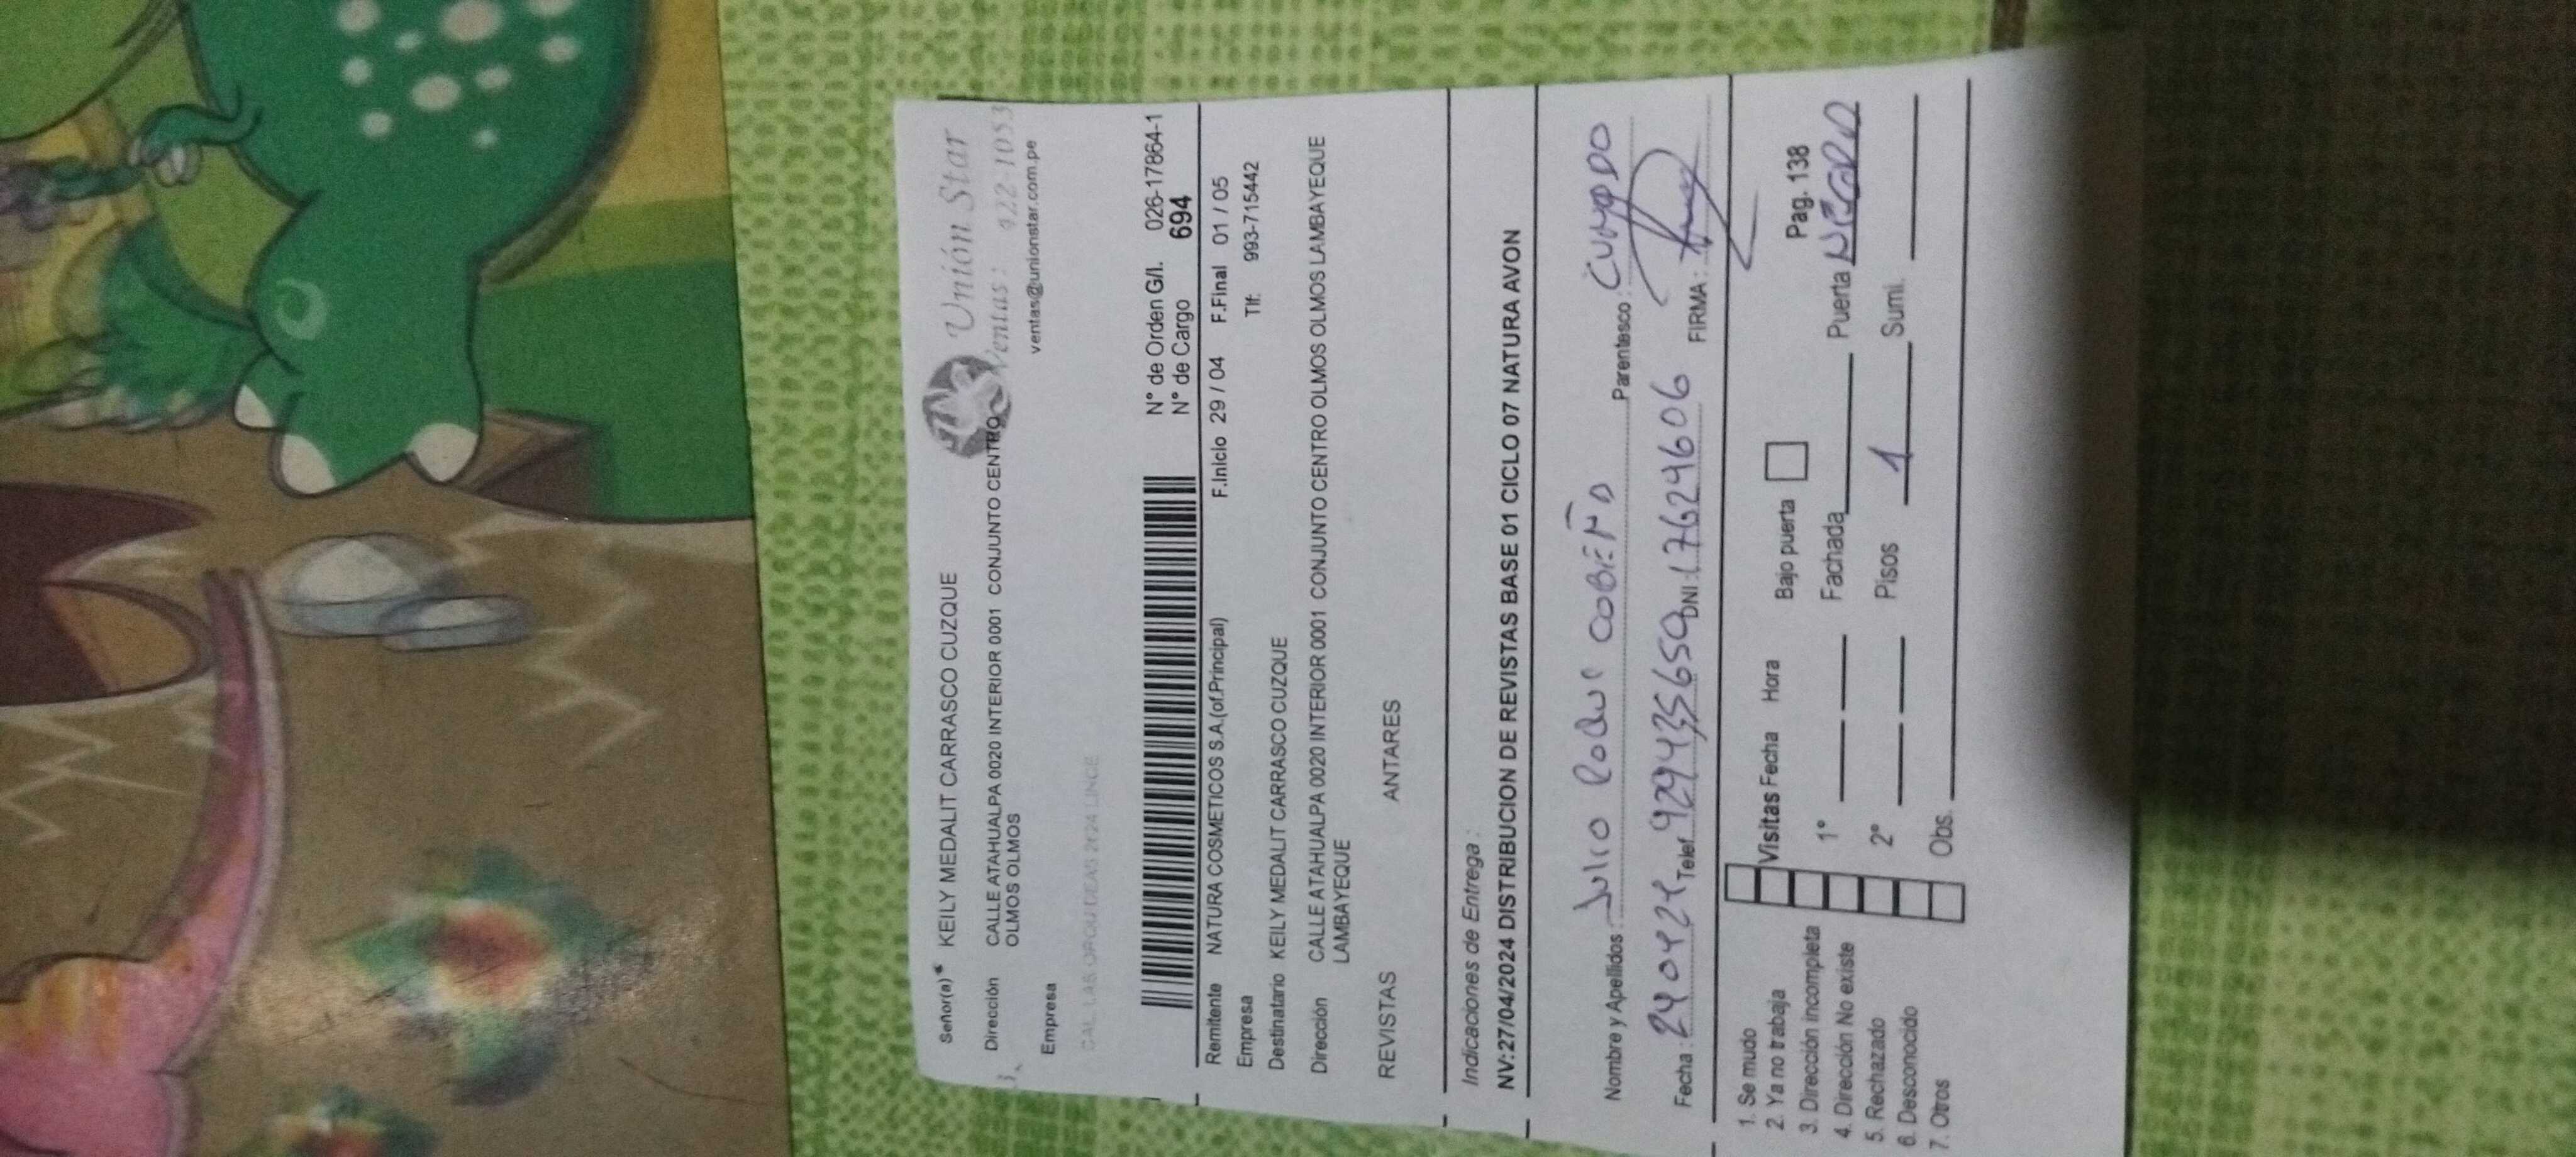 Unión Star
Ventas: 422-1053
ventas@unionstar.com.pe
Señor(a) KEILY MEDALIT CARRASCO CUZQUE
Dirección CALLE ATAHUALPA 0020 INTERIOR 0001 CONJUNTO CENTRO
OLMOS OLMOS
Empresa
N° de Orden G/I. 026-17864-1
N° de Cargo 694
Remitente NATURA COSMETICOS S.A.(of.Principal) F.Inicio 29 / 04 F.Final 01 / 05
Empresa Tlf: 993-715442
Destinatario KEILY MEDALIT CARRASCO CUZQUE
Dirección CALLE ATAHUALPA 0020 INTERIOR 0001 CONJUNTO CENTRO OLMOS OLMOS LAMBAYEQUE
LAMBAYEQUE
REVISTAS ANTARES
Indicaciones de Entrega :
NV:27/04/2024 DISTRIBUCION DE REVISTAS BASE 01 CICLO 07 NATURA AVON
Nombre y Apellidos : Julio Parentesco : CUÑADO
Fecha : Telef. DNI : 17624606 FIRMA :
1. Se mudo Visitas Fecha Hora Bajo puerta Pag. 138
2. Ya no trabaja
3. Dirección incompleta 1° Fachada Puerta NEGRA
4. Dirección No existe
5. Rechazado 2° Pisos 1 Sumi.
6. Desconocido
7. Otros Obs.